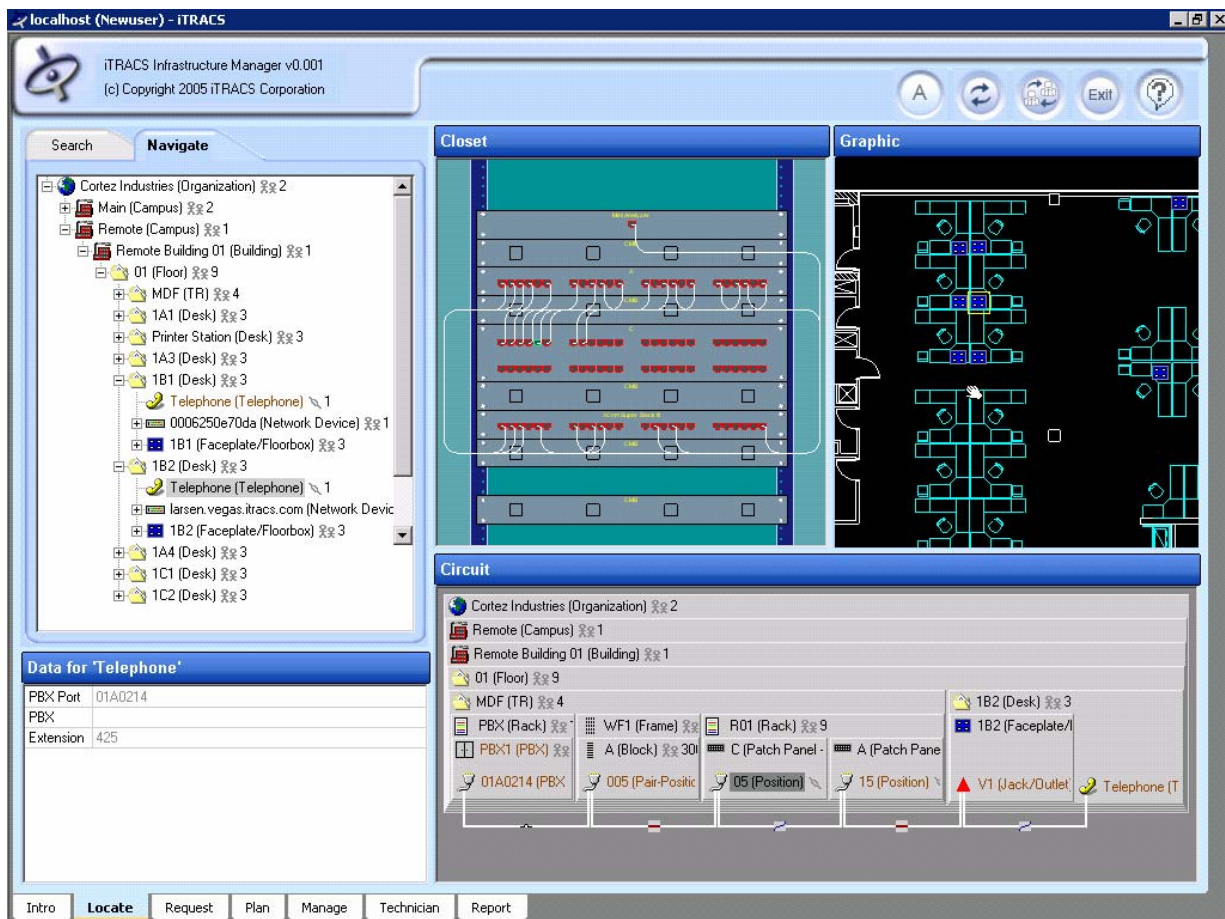 localhost (Newuser) - iTRACS
iTRACS Infrastructure Manager v0.001
(c) Copyright 2005 iTRACS Corporation
A
Exit
Search
Navigate
Cortez Industries (Organization) 2
Main (Campus) 2
Remote (Campus) 1
Remote Building 01 (Building) 1
01 (Floor) 9
MDF (TR) 4
1A1 (Desk) 3
Printer Station (Desk) 3
1A3 (Desk) 3
1B1 (Desk) 3
Telephone (Telephone) 1
0006250e70da (Network Device) 1
1B1 (Faceplate/Floorbox) 3
1B2 (Desk) 3
Telephone (Telephone) 1
larsen.vegas.itracs.com (Network Devic
1B2 (Faceplate/Floorbox) 3
1A4 (Desk) 3
1C1 (Desk) 3
1C2 (Desk) 3
Closet
CMG
A
CMG
C
CMG
CMG
CMG
Graphic
Data for 'Telephone'
PBX Port 01A0214
PBX
Extension 425
Circuit
Cortez Industries (Organization) 2
Remote (Campus) 1
Remote Building 01 (Building) 1
01 (Floor) 9
MDF (TR) 4
1B2 (Desk) 3
PBX (Rack)
WF1 (Frame)
R01 (Rack) 9
1B2 (Faceplate/
PBX1 (PBX)
A (Block) 30
C (Patch Panel -
A (Patch Pane
01A0214 (PBX
005 (Pair-Positic
05 (Position)
15 (Position)
V1 (Jack/Outlet
Telephone (T
Intro
Locate
Request
Plan
Manage
Technician
Report